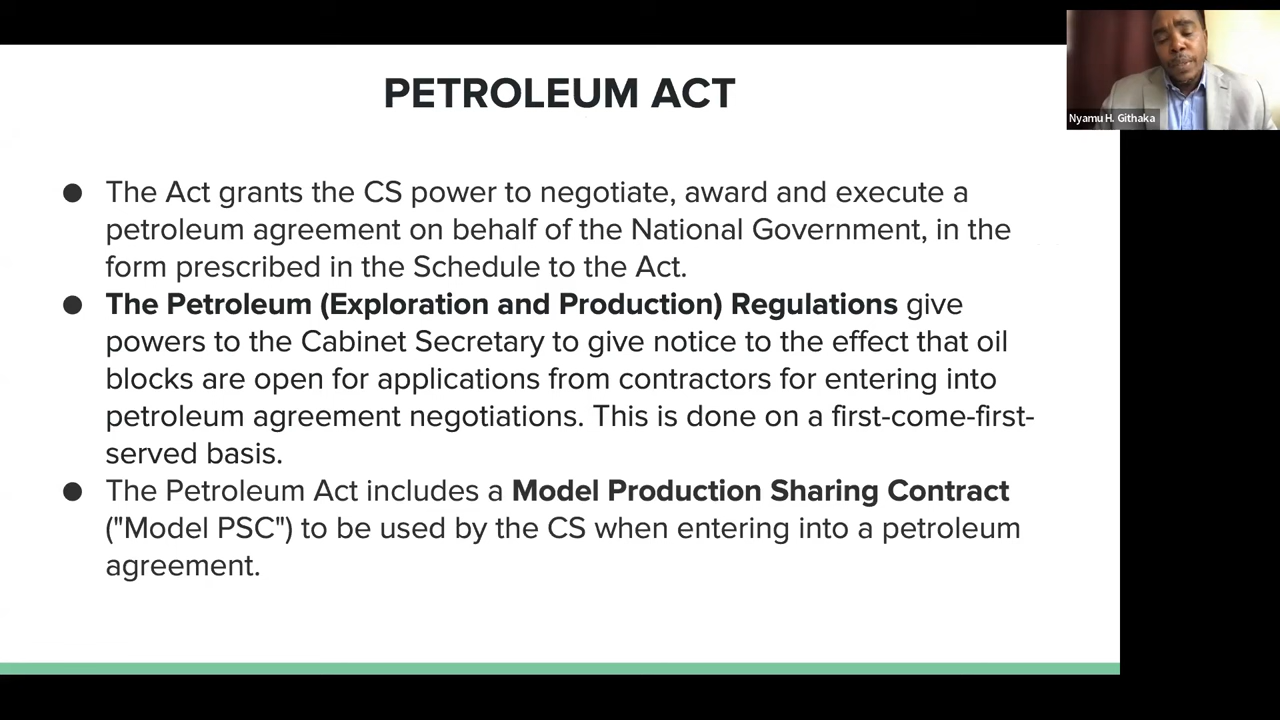 PETROLEUM ACT
Nyamu H. Githaka
● The Act grants the CS power to negotiate, award and execute a
petroleum agreement on behalf of the National Government, in the
form prescribed in the Schedule to the Act.
● The Petroleum (Exploration and Production) Regulations give
powers to the Cabinet Secretary to give notice to the effect that oil
blocks are open for applications from contractors for entering into
petroleum agreement negotiations. This is done on a first-come-first-
served basis.
● The Petroleum Act includes a Model Production Sharing Contract
("Model PSC") to be used by the CS when entering into a petroleum
agreement.